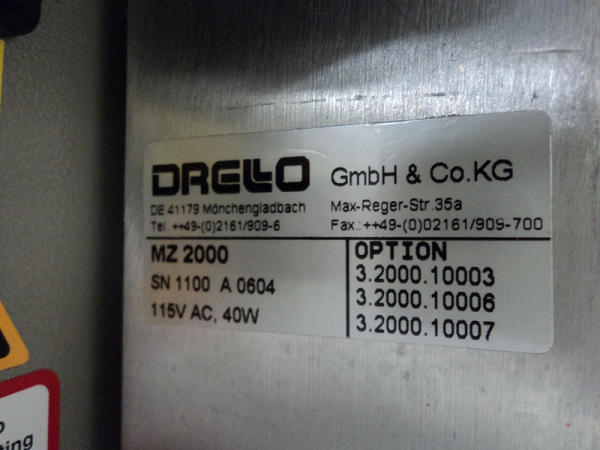 DRELLO GmbH & Co.KG
DE 41179 Mönchengladbach Max-Reger-Str.35a
Tel.:++49-(0)2161/909-6 Fax.:++49-(0)02161/909-700
MZ 2000
SN 1100 A 0604
115V AC, 40W
OPTION
3.2000.10003
3.2000.10006
3.2000.10007